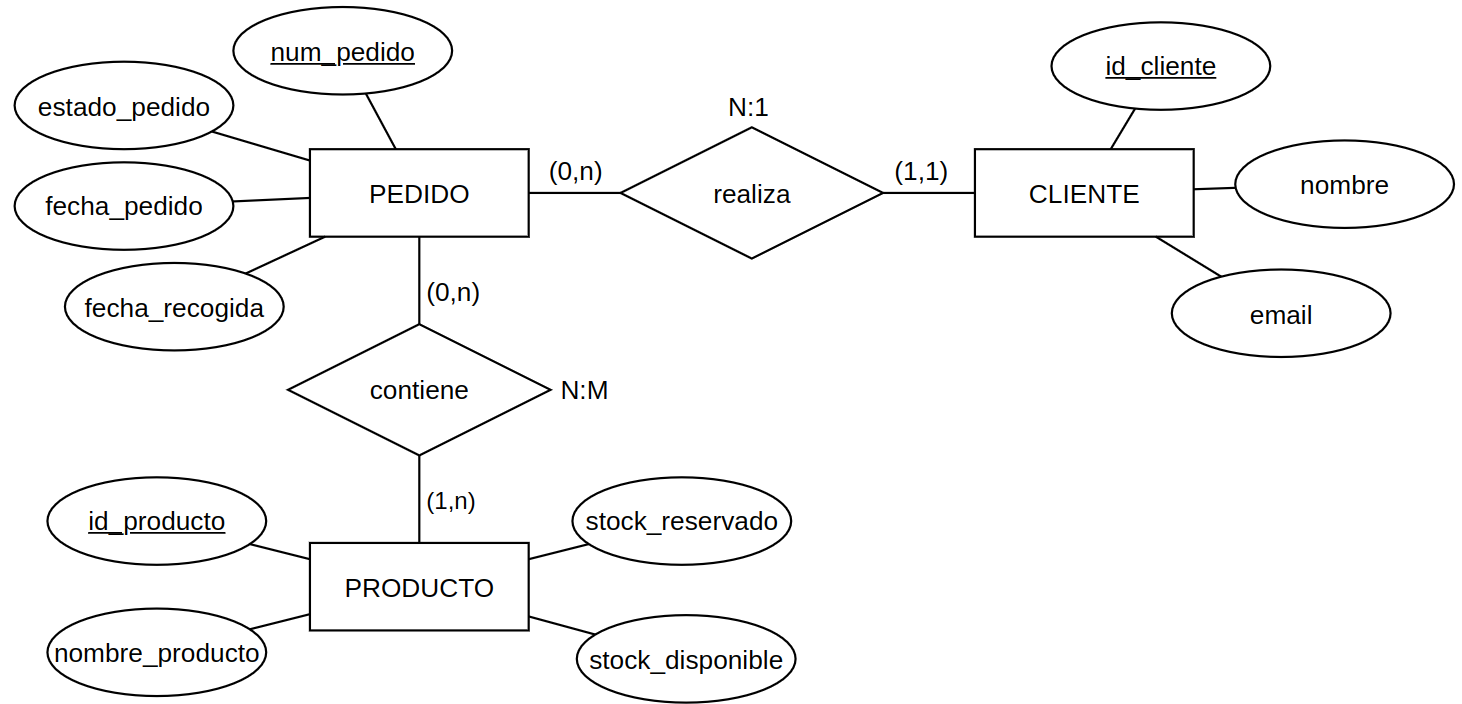 num_pedido
id_cliente
estado_pedido
N:1
(0,n)
(1,1)
PEDIDO
realiza
CLIENTE
nombre
fecha_pedido
fecha_recogida
(0,n)
email
contiene
N:M
(1,n)
id_producto
stock_reservado
PRODUCTO
nombre_producto
stock_disponible